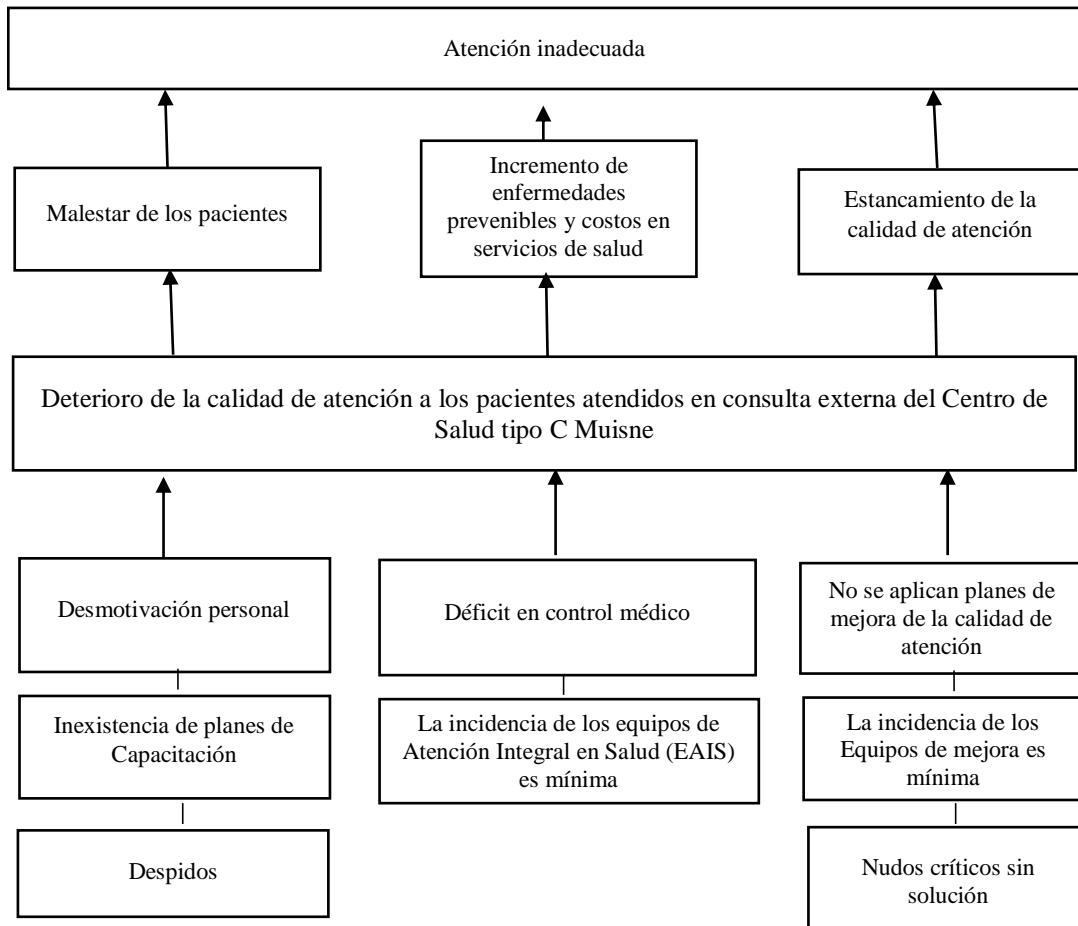 Atención inadecuada
Malestar de los pacientes
Incremento de
enfermedades
prevenibles y costos en
servicios de salud
Estancamiento de la
calidad de atención
Deterioro de la calidad de atención a los pacientes atendidos en consulta externa del Centro de
Salud tipo C Muisne
Desmotivación personal
Déficit en control médico
No se aplican planes de
mejora de la calidad de
atención
Inexistencia de planes de
Capacitación
La incidencia de los equipos de
Atención Integral en Salud (EAIS)
es mínima
La incidencia de los
Equipos de mejora es
mínima
Despidos
Nudos críticos sin
solución